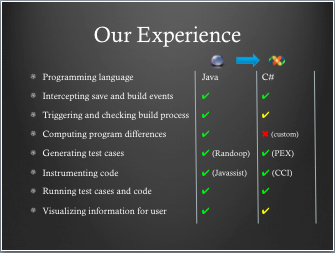 Our Experience
Programming language Java C#
Intercepting save and build events ✔ ✔
Triggering and checking build process ✔ ✔
Computing program differences ✔ ✖ (custom)
Generating test cases ✔ (Randoop) ✔ (PEX)
Instrumenting code ✔ (Javassist) ✔ (CCI)
Running test cases and code ✔ ✔
Visualizing information for user ✔ ✔